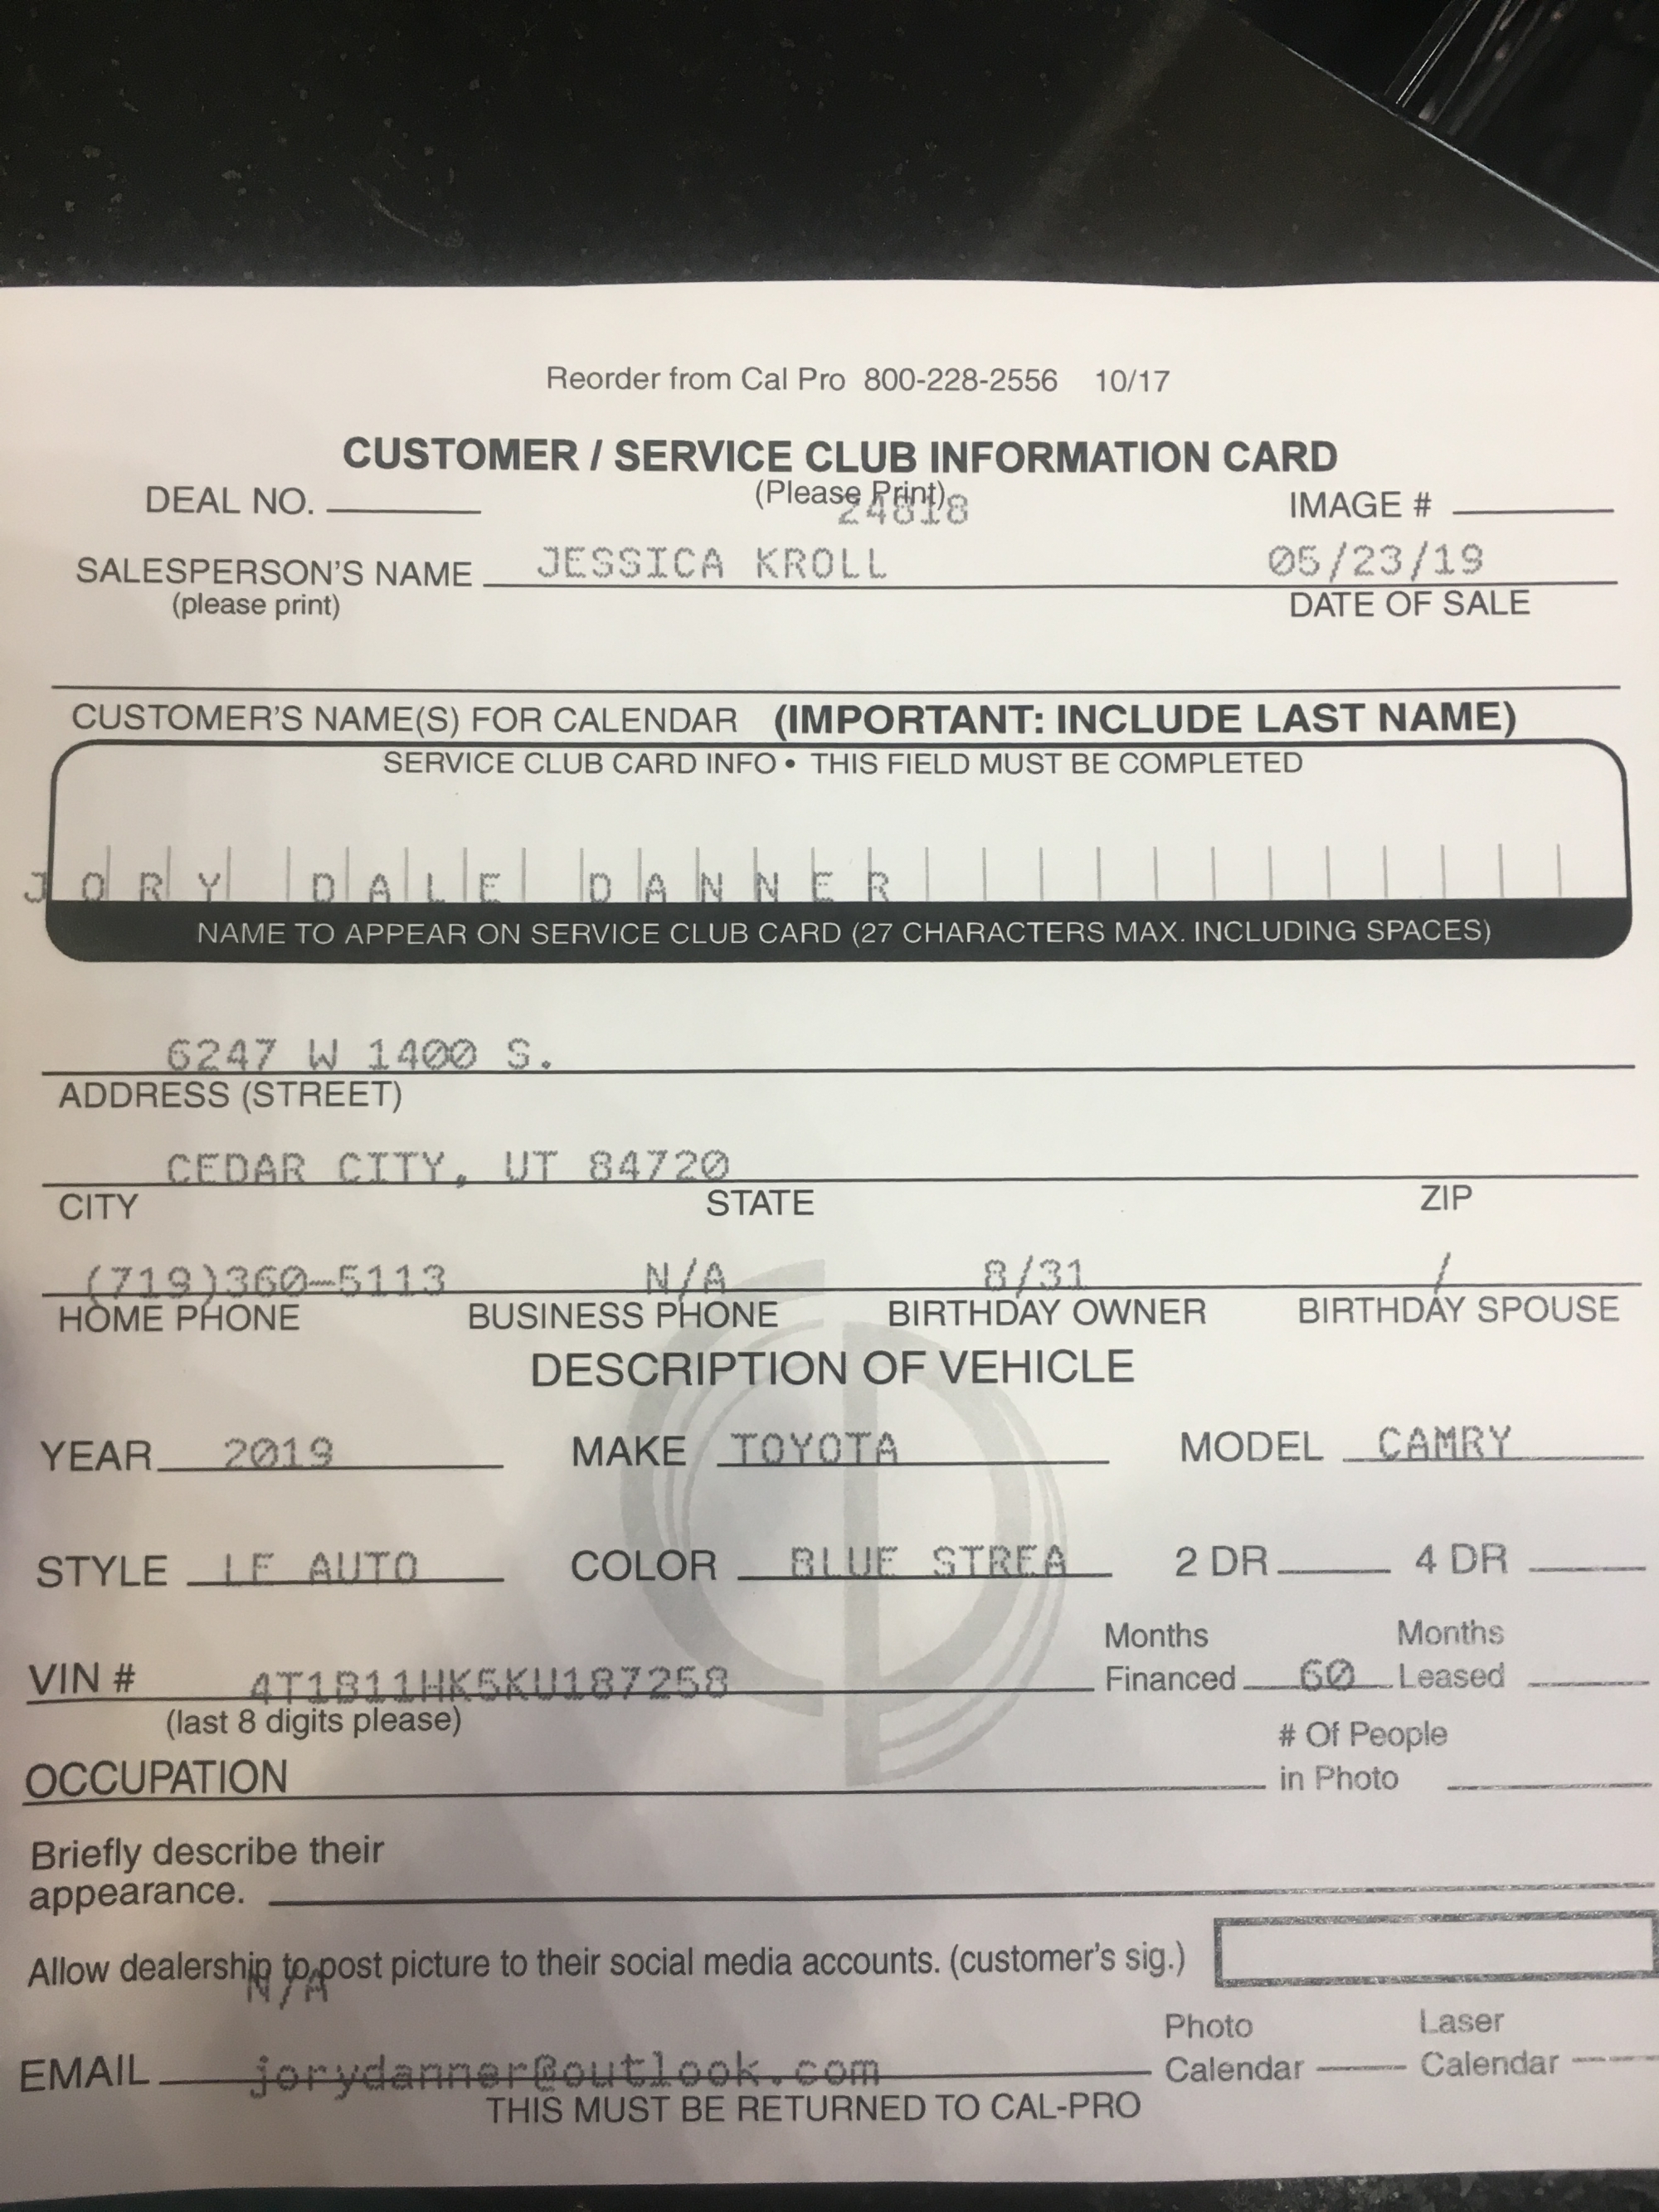 Reorder from Cal Pro 800-228-2556 10/17
CUSTOMER / SERVICE CLUB INFORMATION CARD
(Please Print)
DEAL NO. 24818 IMAGE #
SALESPERSON'S NAME JESSICA KROLL 05/23/19
(please print) DATE OF SALE
CUSTOMER'S NAME(S) FOR CALENDAR (IMPORTANT: INCLUDE LAST NAME)
SERVICE CLUB CARD INFO • THIS FIELD MUST BE COMPLETED
JORY DALE DANNER
NAME TO APPEAR ON SERVICE CLUB CARD (27 CHARACTERS MAX. INCLUDING SPACES)
6247 W 1400 S.
ADDRESS (STREET)
CEDAR CITY, UT 84720
CITY STATE ZIP
(719)360-5113 N/A 8/31 /
HOME PHONE BUSINESS PHONE BIRTHDAY OWNER BIRTHDAY SPOUSE
DESCRIPTION OF VEHICLE
YEAR 2019 MAKE TOYOTA MODEL CAMRY
STYLE LE AUTO COLOR BLUE STREA 2 DR 4 DR
Months Months
VIN # 4T1B11HK5KU187258 Financed 60 Leased
(last 8 digits please)
# Of People
OCCUPATION in Photo
Briefly describe their
appearance.
Allow dealership to post picture to their social media accounts. (customer's sig.)
N/A
Photo Laser
EMAIL jorydanner@outlook.com Calendar Calendar
THIS MUST BE RETURNED TO CAL-PRO